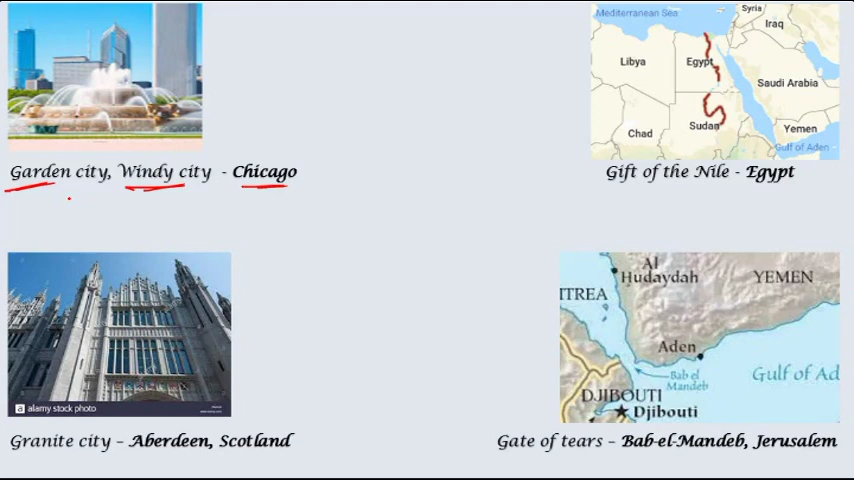 Mediterranean Sea
Syria
Iraq
Libya
Egypt
Saudi Arabia
Chad
Sudan
Yemen
Gulf of Aden
Garden city, Windy city - Chicago
Gift of the Nile - Egypt
Al
Hudaydah
YEMEN
ITREA
Aden
Bab el
Mandeb
Gulf of Ad
DJIBOUTI
Djibouti
a alamy stock photo
Granite city – Aberdeen, Scotland
Gate of tears – Bab-el-Mandeb, Jerusalem